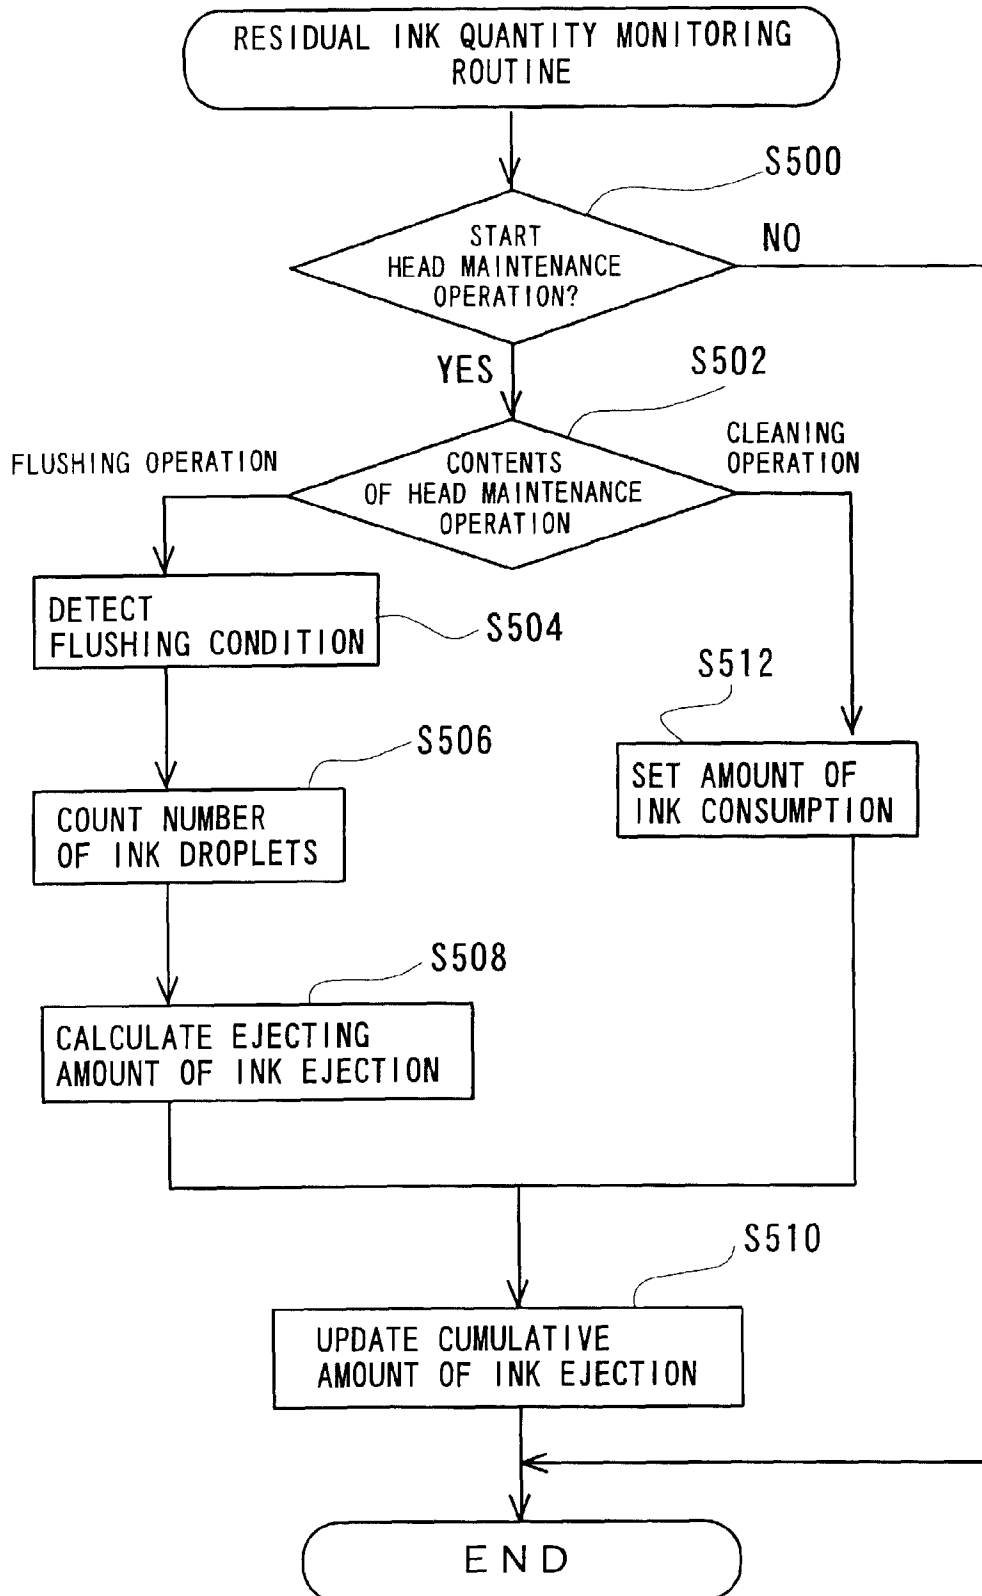 RESIDUAL INK QUANTITY MONITORING
ROUTINE
S500
START
HEAD MAINTENANCE
OPERATION?
NO
YES
S502
FLUSHING OPERATION
CONTENTS
OF HEAD MAINTENANCE
OPERATION
CLEANING
OPERATION
DETECT
FLUSHING CONDITION
S504
S512
SET AMOUNT OF
INK CONSUMPTION
S506
COUNT NUMBER
OF INK DROPLETS
S508
CALCULATE EJECTING
AMOUNT OF INK EJECTION
S510
UPDATE CUMULATIVE
AMOUNT OF INK EJECTION
END